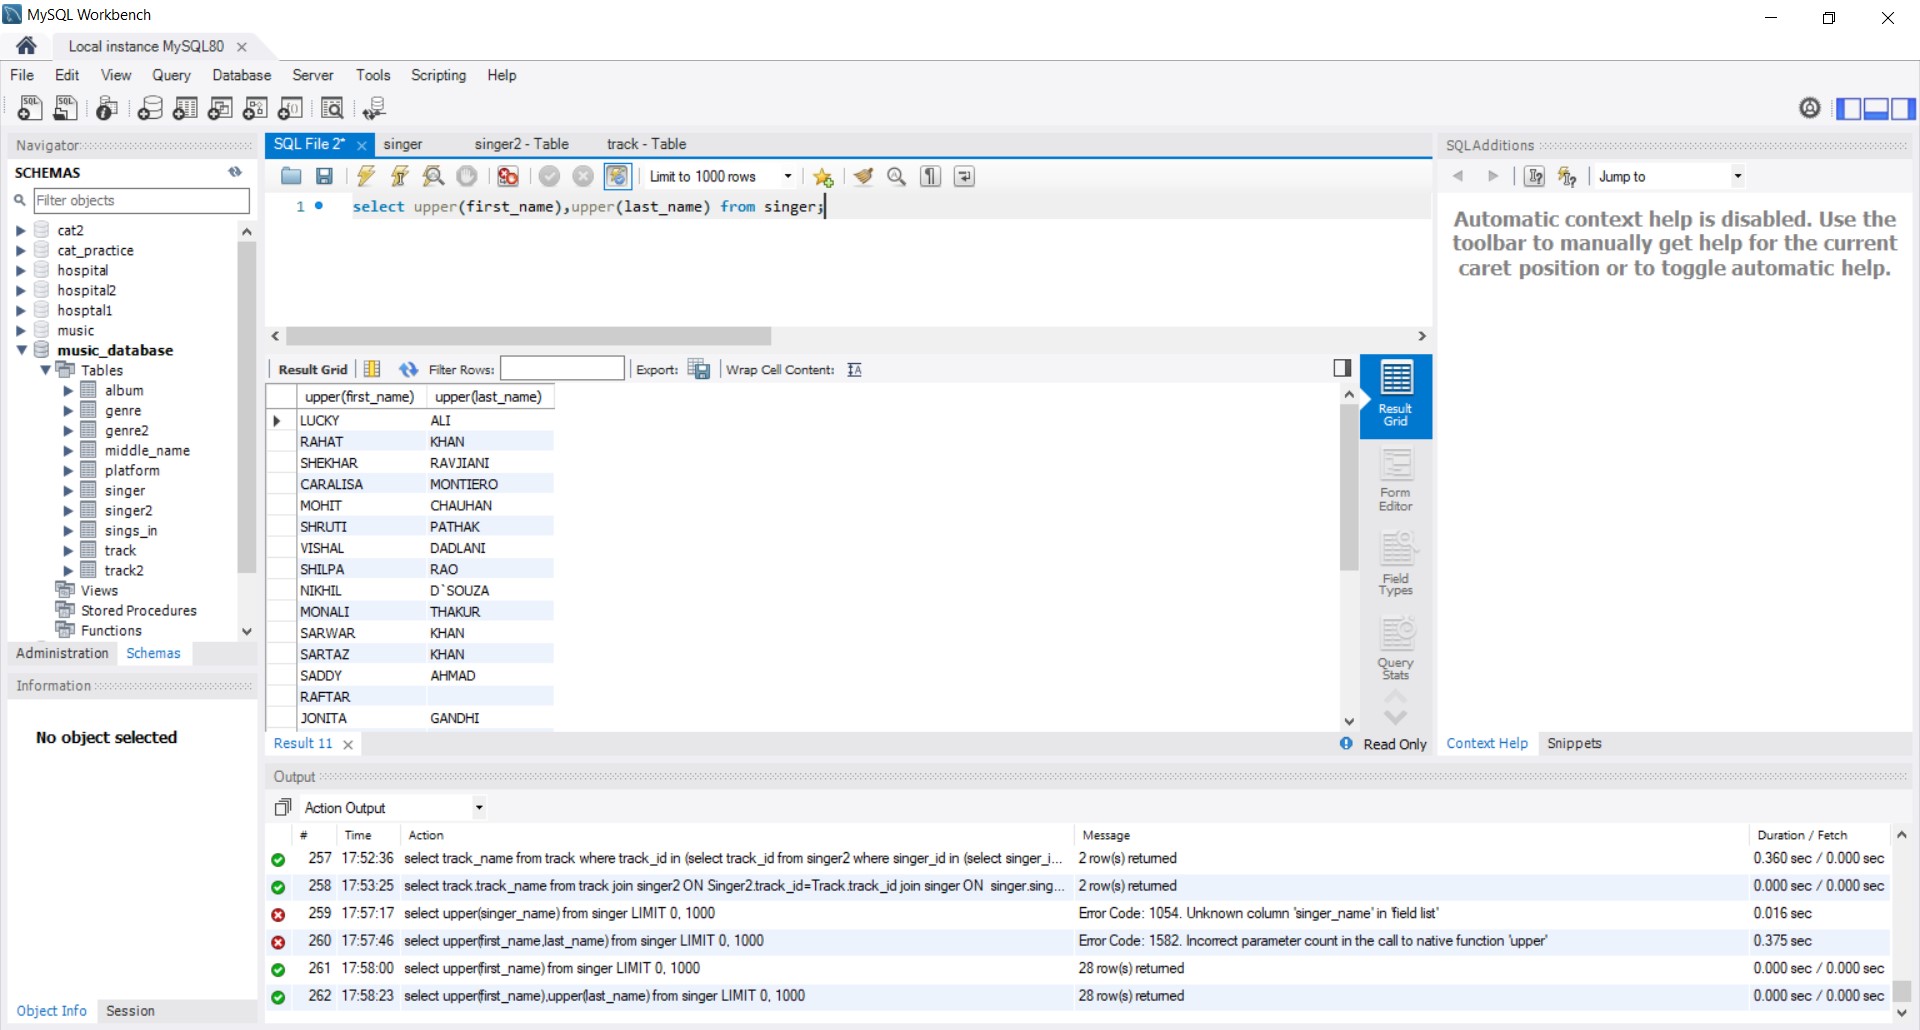 MySQL Workbench
Local instance MySQL80
File Edit View Query Database Server Tools Scripting Help
Navigator
SCHEMAS
Filter objects
cat2
cat_practice
hospital
hospital2
hosptal1
music
music_database
Tables
album
genre
genre2
middle_name
platform
singer
singer2
sings_in
track
track2
Views
Stored Procedures
Functions
Administration Schemas
Information
No object selected
Object Info Session
SQL File 2* singer singer2 - Table track - Table
Limit to 1000 rows
1 select upper(first_name),upper(last_name) from singer;
Result Grid Filter Rows: Export: Wrap Cell Content:
upper(first_name) upper(last_name)
LUCKY ALI
RAHAT KHAN
SHEKHAR RAVJIANI
CARALISA MONTIERO
MOHIT CHAUHAN
SHRUTI PATHAK
VISHAL DADLANI
SHILPA RAO
NIKHIL D`SOUZA
MONALI THAKUR
SARWAR KHAN
SARTAZ KHAN
SADDY AHMAD
RAFTAR
JONITA GANDHI
Result Grid
Form Editor
Field Types
Query Stats
Result 11 Read Only
SQLAdditions
Jump to
Automatic context help is disabled. Use the
toolbar to manually get help for the current
caret position or to toggle automatic help.
Context Help Snippets
Output
Action Output
# Time Action Message Duration / Fetch
257 17:52:36 select track_name from track where track_id in (select track_id from singer2 where singer_id in (select singer_i... 2 row(s) returned 0.360 sec / 0.000 sec
258 17:53:25 select track.track_name from track join singer2 ON Singer2.track_id=Track.track_id join singer ON singer.sing... 2 row(s) returned 0.000 sec / 0.000 sec
259 17:57:17 select upper(singer_name) from singer LIMIT 0, 1000 Error Code: 1054. Unknown column 'singer_name' in 'field list' 0.016 sec
260 17:57:46 select upper(first_name,last_name) from singer LIMIT 0, 1000 Error Code: 1582. Incorrect parameter count in the call to native function 'upper' 0.375 sec
261 17:58:00 select upper(first_name) from singer LIMIT 0, 1000 28 row(s) returned 0.000 sec / 0.000 sec
262 17:58:23 select upper(first_name),upper(last_name) from singer LIMIT 0, 1000 28 row(s) returned 0.000 sec / 0.000 sec